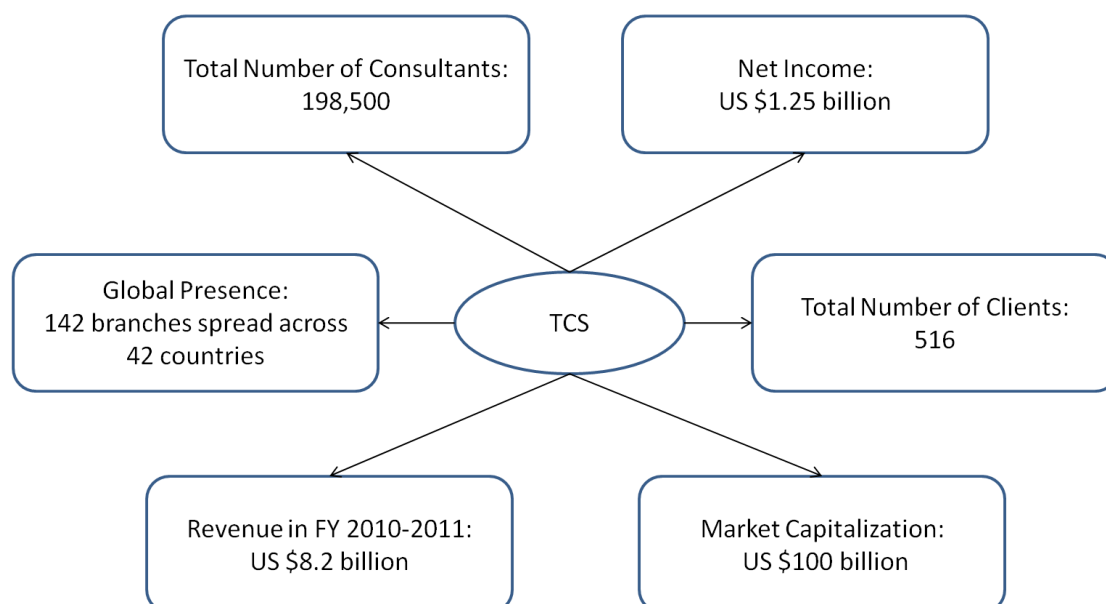 Total Number of Consultants:
198,500
Net Income:
US $1.25 billion
Global Presence:
142 branches spread across
42 countries
TCS
Total Number of Clients:
516
Revenue in FY 2010-2011:
US $8.2 billion
Market Capitalization:
US $100 billion